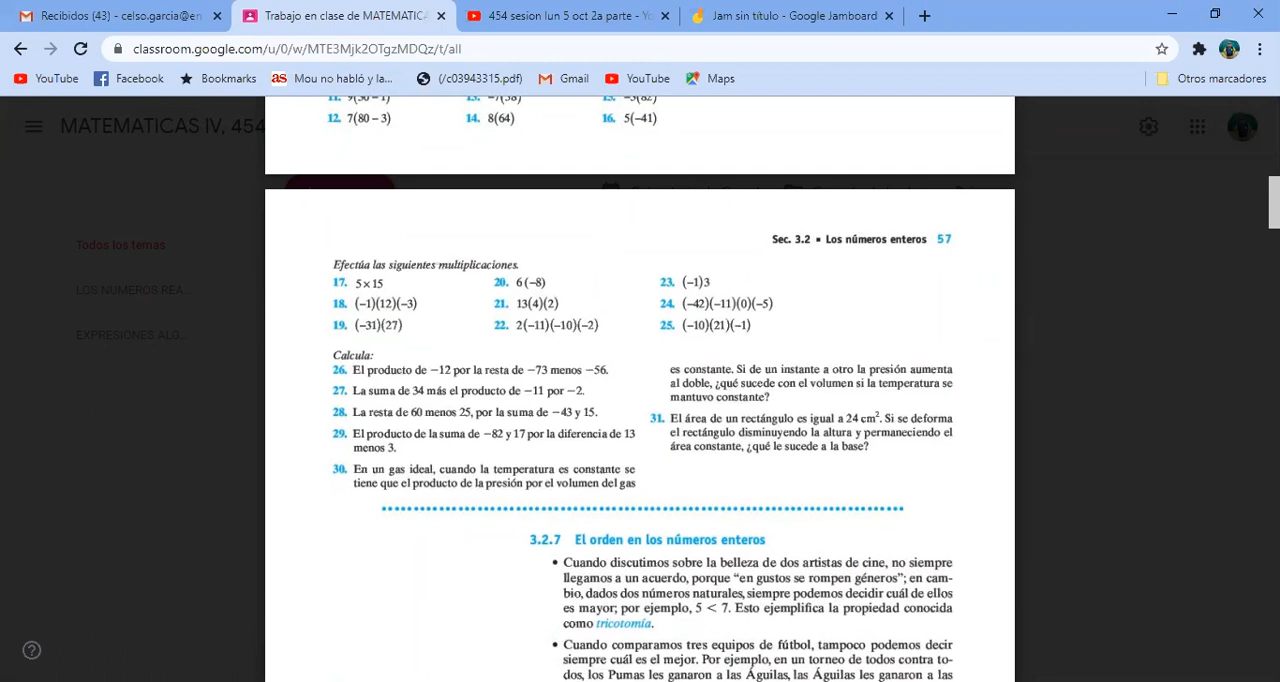 Recibidos (43) - celso.garcia@en
Trabajo en clase de MATEMATIC
454 sesion lun 5 oct 2a parte - Yo
Jam sin título - Google Jamboard
classroom.google.com/u/0/w/MTE3Mjk2OTgzMDQz/t/all
YouTube
Facebook
Bookmarks
as Mou no habló y la...
(/c03943315.pdf)
Gmail
YouTube
Maps
Otros marcadores
MATEMATICAS IV, 454
11. 9(30 – 1) 13. –7(38) 15. –3(82)
12. 7(80 – 3) 14. 8(64) 16. 5(–41)
Todos los temas
LOS NUMEROS REA...
EXPRESIONES ALG...
Sec. 3.2 ▪ Los números enteros 57
Efectúa las siguientes multiplicaciones.
17. 5 × 15 20. 6(–8) 23. (–1)3
18. (–1)(12)(–3) 21. 13(4)(2) 24. (–42)(–11)(0)(–5)
19. (–31)(27) 22. 2(–11)(–10)(–2) 25. (–10)(21)(–1)
Calcula:
26. El producto de –12 por la resta de –73 menos –56.
27. La suma de 34 más el producto de –11 por –2.
28. La resta de 60 menos 25, por la suma de –43 y 15.
29. El producto de la suma de –82 y 17 por la diferencia de 13
menos 3.
30. En un gas ideal, cuando la temperatura es constante se
tiene que el producto de la presión por el volumen del gas
es constante. Si de un instante a otro la presión aumenta
al doble, ¿qué sucede con el volumen si la temperatura se
mantuvo constante?
31. El área de un rectángulo es igual a 24 cm². Si se deforma
el rectángulo disminuyendo la altura y permaneciendo el
área constante, ¿qué le sucede a la base?
3.2.7 El orden en los números enteros
• Cuando discutimos sobre la belleza de dos artistas de cine, no siempre
llegamos a un acuerdo, porque “en gustos se rompen géneros”; en cam-
bio, dados dos números naturales, siempre podemos decidir cuál de ellos
es mayor; por ejemplo, 5 < 7. Esto ejemplifica la propiedad conocida
como tricotomía.
• Cuando comparamos tres equipos de fútbol, tampoco podemos decir
siempre cuál es el mejor. Por ejemplo, en un torneo de todos contra to-
dos, los Pumas les ganaron a las Águilas, las Águilas les ganaron a las